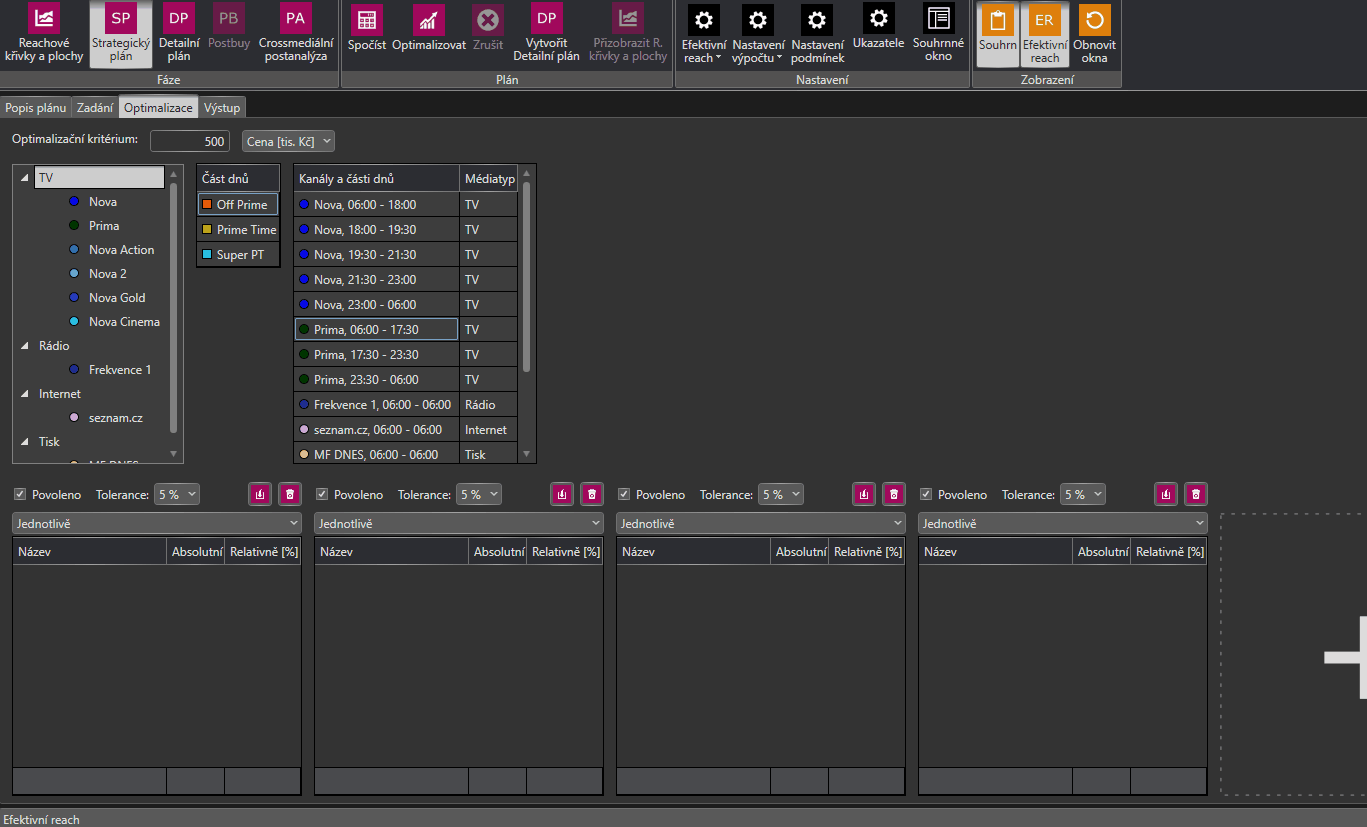 SP DP PB PA DP ER
Reachové křivky a plochy
Strategický plán
Detailní plán
Postbuy
Crossmediální postanalýza
Fáze
Spočíst
Optimalizovat
Zrušit
Vytvořit Detailní plán
Přizobrazit R. křivky a plochy
Plán
Efektivní reach
Nastavení výpočtu
Nastavení podmínek
Ukazatele
Souhrnné okno
Nastavení
Souhrn
Efektivní reach
Obnovit okna
Zobrazení
Popis plánu Zadání Optimalizace Výstup
Optimalizační kritérium: 500 Cena [tis. Kč]
TV
Nova
Prima
Nova Action
Nova 2
Nova Gold
Nova Cinema
Rádio
Frekvence 1
Internet
seznam.cz
Tisk
MF DNES
Část dnů
Off Prime
Prime Time
Super PT
Kanály a části dnů Médiatyp
Nova, 06:00 - 18:00 TV
Nova, 18:00 - 19:30 TV
Nova, 19:30 - 21:30 TV
Nova, 21:30 - 23:00 TV
Nova, 23:00 - 06:00 TV
Prima, 06:00 - 17:30 TV
Prima, 17:30 - 23:30 TV
Prima, 23:30 - 06:00 TV
Frekvence 1, 06:00 - 06:00 Rádio
seznam.cz, 06:00 - 06:00 Internet
MF DNES, 06:00 - 06:00 Tisk
Povoleno Tolerance: 5 % Povoleno Tolerance: 5 % Povoleno Tolerance: 5 % Povoleno Tolerance: 5 %
Jednotlivě Jednotlivě Jednotlivě Jednotlivě
Název Absolutní Relativně [%] Název Absolutní Relativně [%] Název Absolutní Relativně [%] Název Absolutní Relativně [%]
Efektivní reach